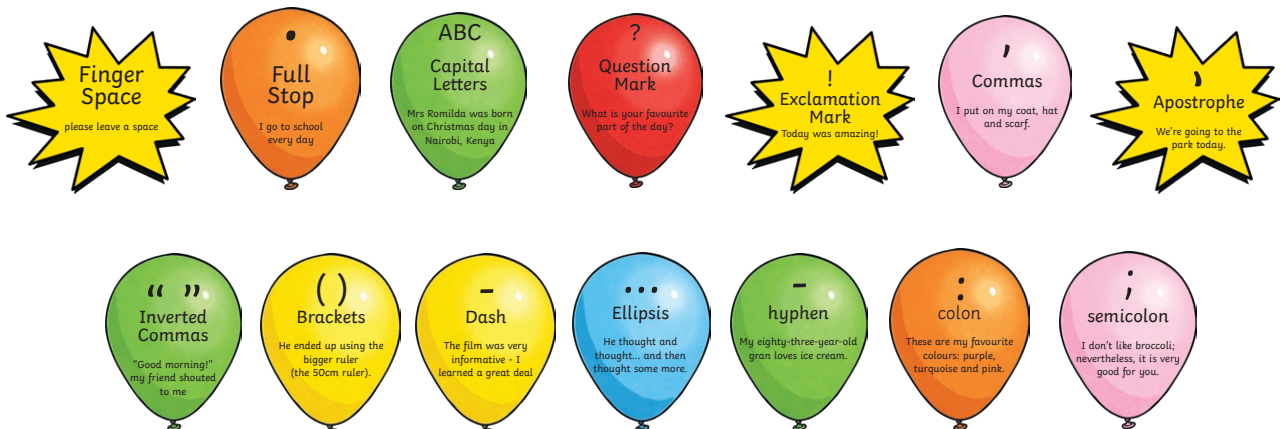 Finger
Space
please leave a space
•
Full
Stop
I go to school
every day
ABC
Capital
Letters
Mrs Romilda was born
on Christmas day in
Nairobi, Kenya
?
Question
Mark
What is your favourite
part of the day?
!
Exclamation
Mark
Today was amazing!
,
Commas
I put on my coat, hat
and scarf.
’
Apostrophe
We're going to the
park today.
“ ”
Inverted
Commas
"Good morning!"
my friend shouted
to me
( )
Brackets
He ended up using the
bigger ruler
(the 50cm ruler).
-
Dash
The film was very
informative - I
learned a great deal
...
Ellipsis
He thought and
thought... and then
thought some more.
-
hyphen
My eighty-three-year-old
gran loves ice cream.
:
colon
These are my favourite
colours: purple,
turquoise and pink.
;
semicolon
I don't like broccoli;
nevertheless, it is very
good for you.